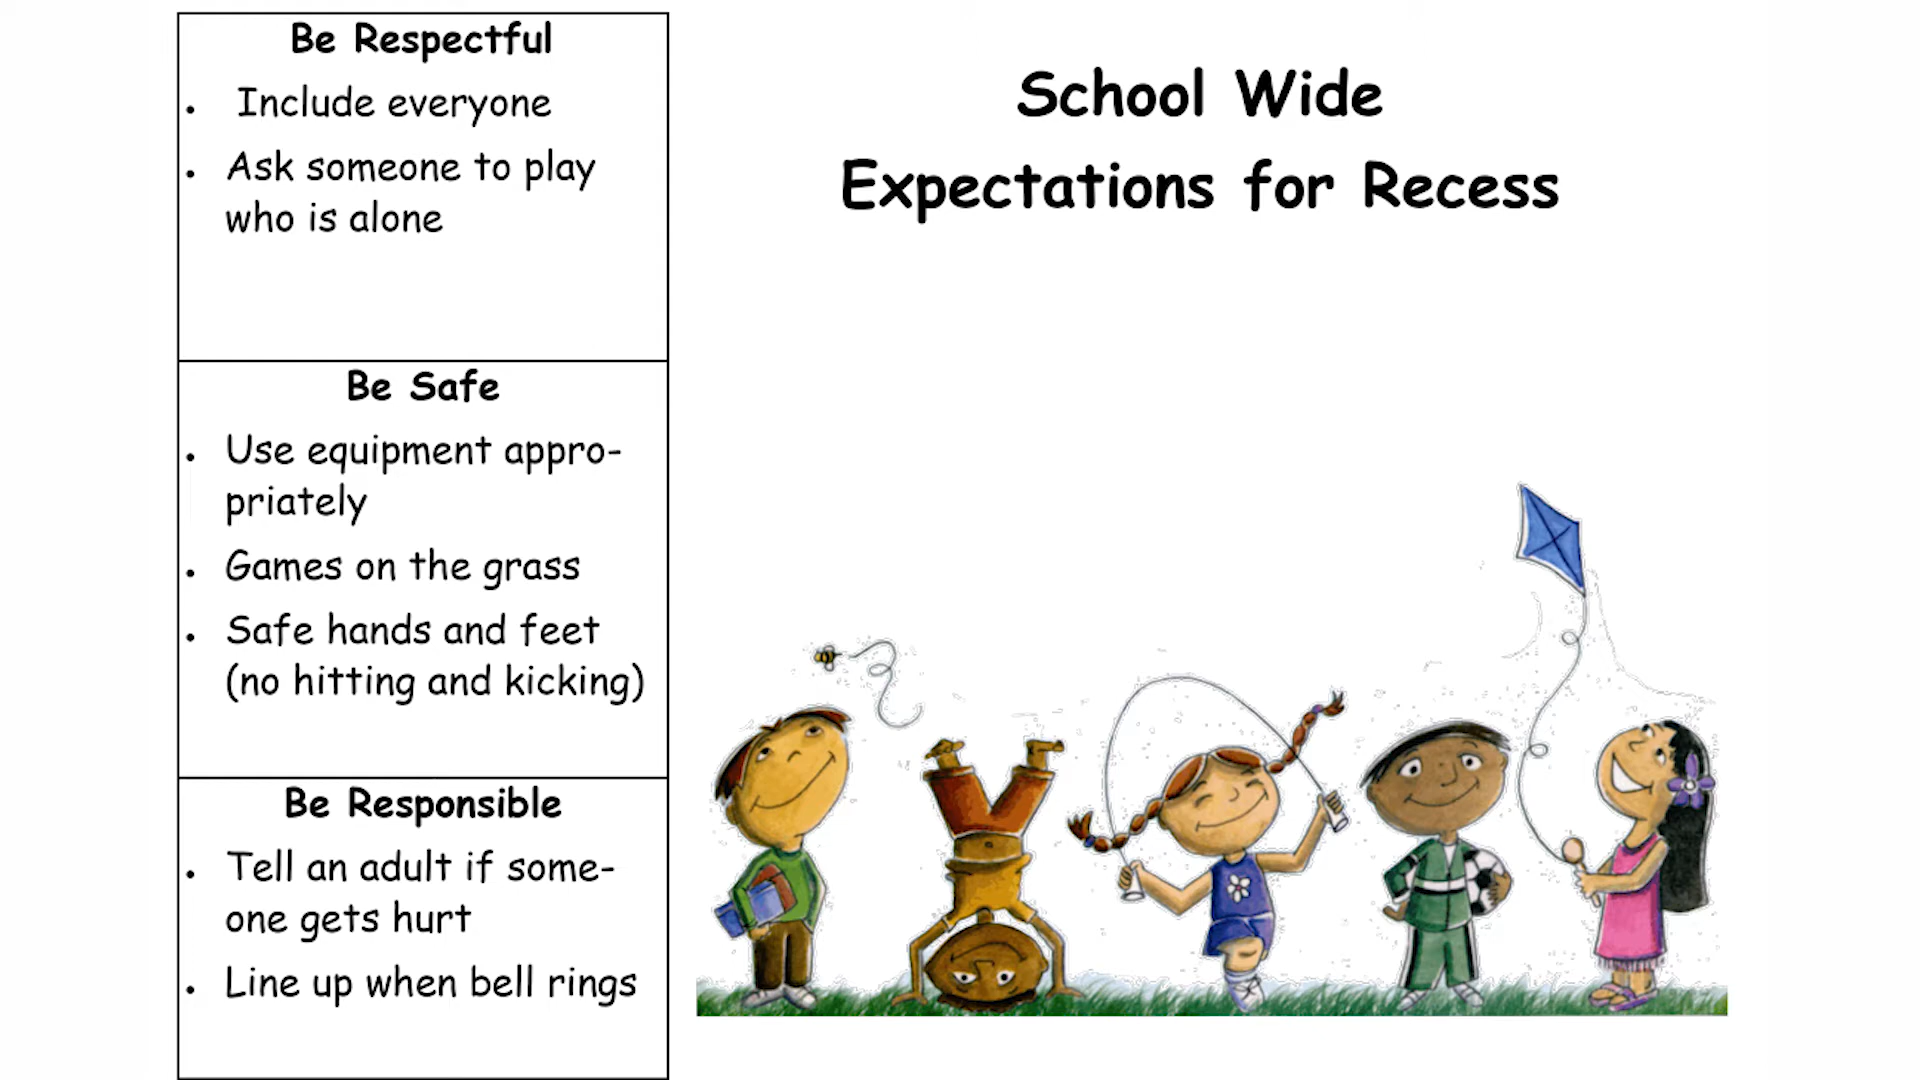 Be Respectful
• Include everyone
• Ask someone to play
who is alone
Be Safe
• Use equipment appro-
priately
• Games on the grass
• Safe hands and feet
(no hitting and kicking)
Be Responsible
• Tell an adult if some-
one gets hurt
• Line up when bell rings
School Wide
Expectations for Recess